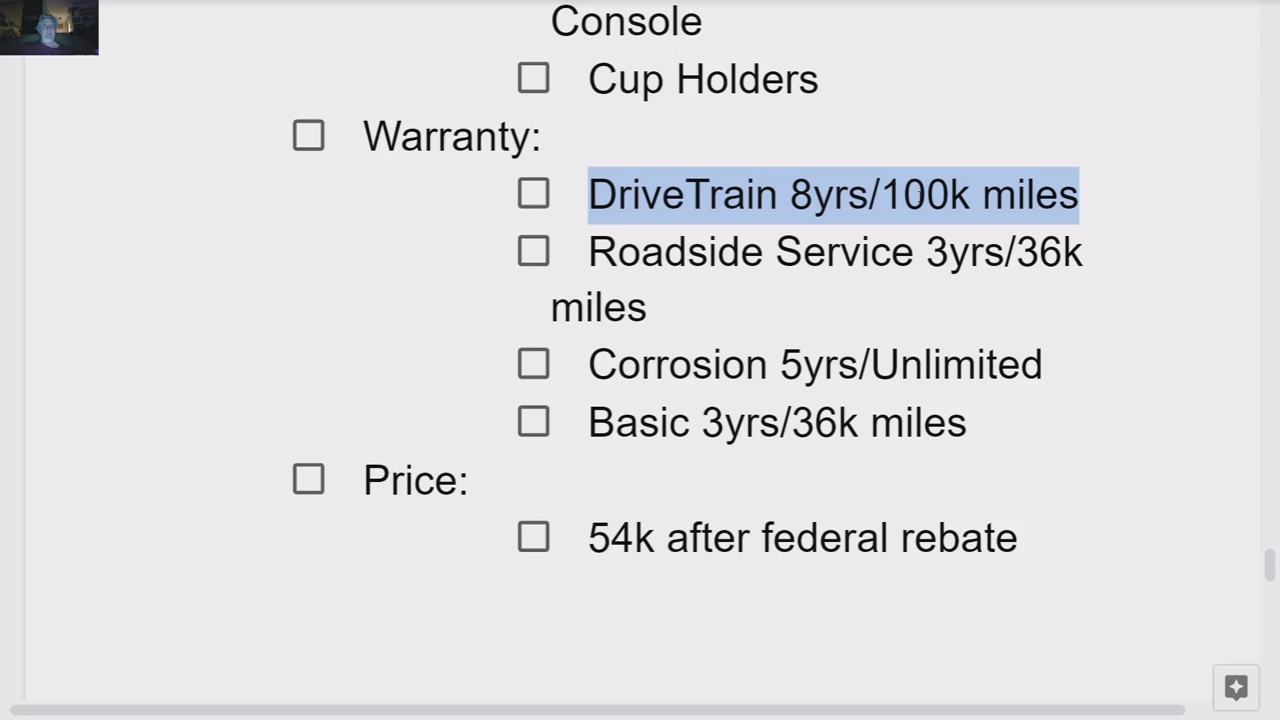 Console
Cup Holders
Warranty:
DriveTrain 8yrs/100k miles
Roadside Service 3yrs/36k
miles
Corrosion 5yrs/Unlimited
Basic 3yrs/36k miles
Price:
54k after federal rebate